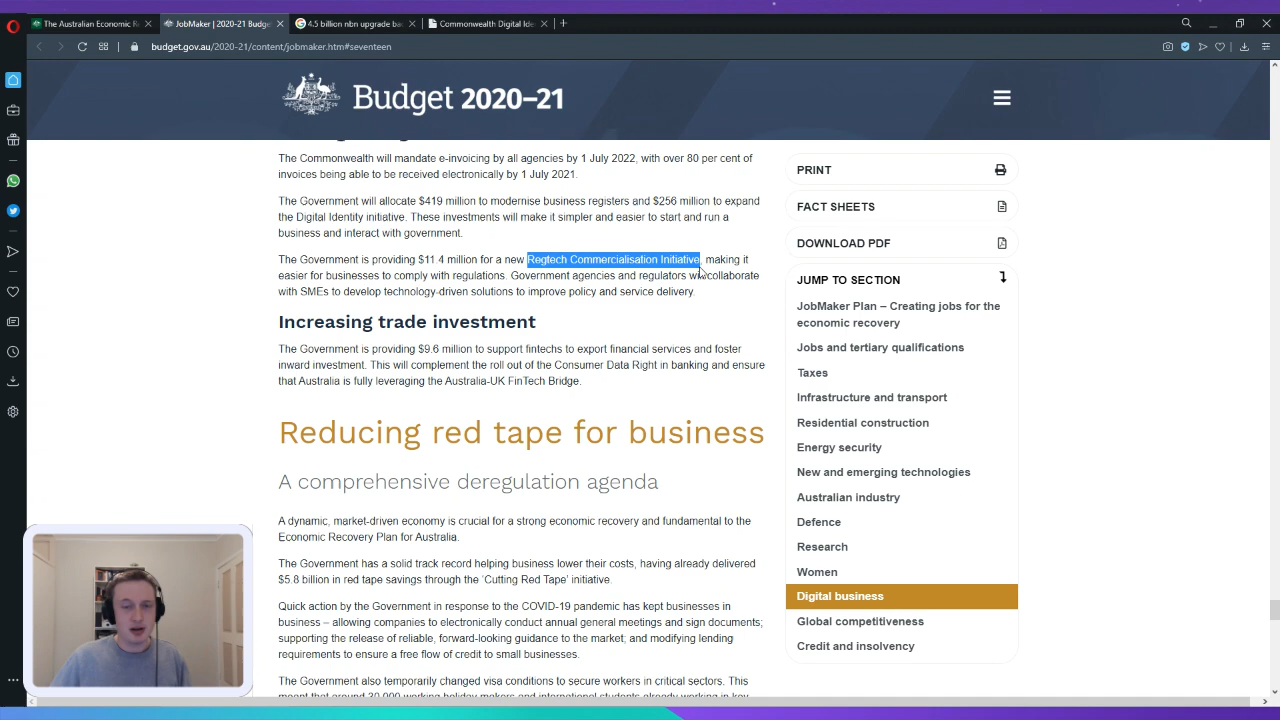 The Australian Economic R
JobMaker | 2020-21 Budge
4.5 billion nbn upgrade ba
Commonwealth Digital Ide
budget.gov.au/2020-21/content/jobmaker.htm#seventeen
Budget 2020–21
The Commonwealth will mandate e-invoicing by all agencies by 1 July 2022, with over 80 per cent of
invoices being able to be received electronically by 1 July 2021.
The Government will allocate $419 million to modernise business registers and $256 million to expand
the Digital Identity initiative. These investments will make it simpler and easier to start and run a
business and interact with government.
The Government is providing $11.4 million for a new Regtech Commercialisation Initiative, making it
easier for businesses to comply with regulations. Government agencies and regulators will collaborate
with SMEs to develop technology-driven solutions to improve policy and service delivery.
Increasing trade investment
The Government is providing $9.6 million to support fintechs to export financial services and foster
inward investment. This will complement the roll out of the Consumer Data Right in banking and ensure
that Australia is fully leveraging the Australia-UK FinTech Bridge.
Reducing red tape for business
A comprehensive deregulation agenda
A dynamic, market-driven economy is crucial for a strong economic recovery and fundamental to the
Economic Recovery Plan for Australia.
The Government has a solid track record helping business lower their costs, having already delivered
$5.8 billion in red tape savings through the ‘Cutting Red Tape’ initiative.
Quick action by the Government in response to the COVID-19 pandemic has kept businesses in
business – allowing companies to electronically conduct annual general meetings and sign documents;
supporting the release of reliable, forward-looking guidance to the market; and modifying lending
requirements to ensure a free flow of credit to small businesses.
The Government also temporarily changed visa conditions to secure workers in critical sectors. This
meant that around 30,000 working holiday makers and international students already working in key
PRINT
FACT SHEETS
DOWNLOAD PDF
JUMP TO SECTION
JobMaker Plan – Creating jobs for the
economic recovery
Jobs and tertiary qualifications
Taxes
Infrastructure and transport
Residential construction
Energy security
New and emerging technologies
Australian industry
Defence
Research
Women
Digital business
Global competitiveness
Credit and insolvency